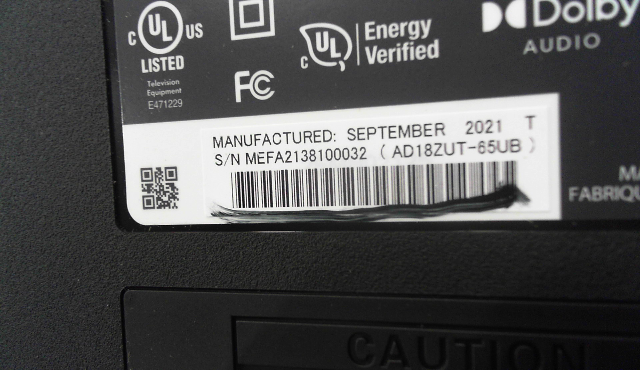 c UL US
LISTED
Television
Equipment
E471229
FC
c UL
Energy
Verified
Dolby
AUDIO
MANUFACTURED: SEPTEMBER 2021 T
S/N MEFA2138100032 ( AD18ZUT-65UB )
MA
FABRIQU
CAUTION